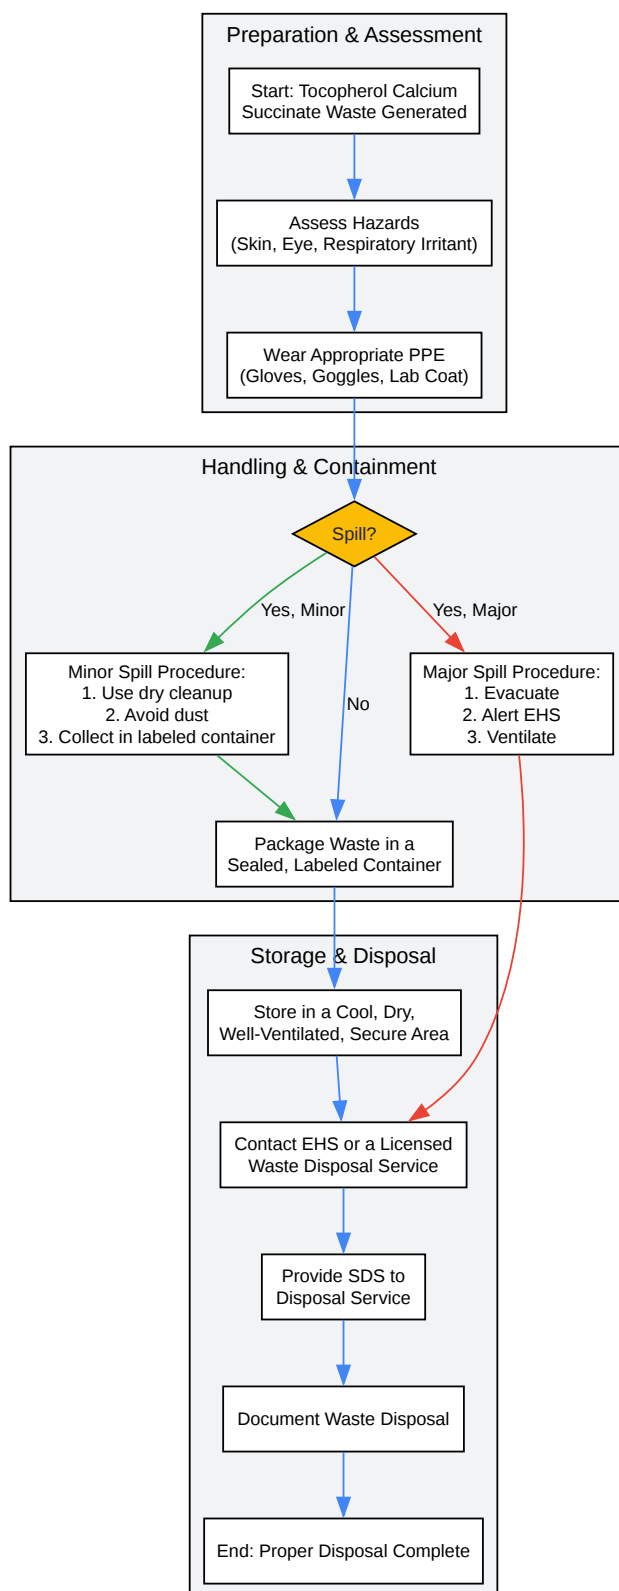 Preparation & Assessment
Start: Tocopherol Calcium
Succinate Waste Generated
Assess Hazards
(Skin, Eye, Respiratory Irritant)
Wear Appropriate PPE
(Gloves, Goggles, Lab Coat)
Handling & Containment
Spill?
Yes, Minor
Yes, Major
Minor Spill Procedure:
1. Use dry cleanup
2. Avoid dust
3. Collect in labeled container
No
Major Spill Procedure:
1. Evacuate
2. Alert EHS
3. Ventilate
Package Waste in a
Sealed, Labeled Container
Storage & Disposal
Store in a Cool, Dry,
Well-Ventilated, Secure Area
Contact EHS or a Licensed
Waste Disposal Service
Provide SDS to
Disposal Service
Document Waste Disposal
End: Proper Disposal Complete